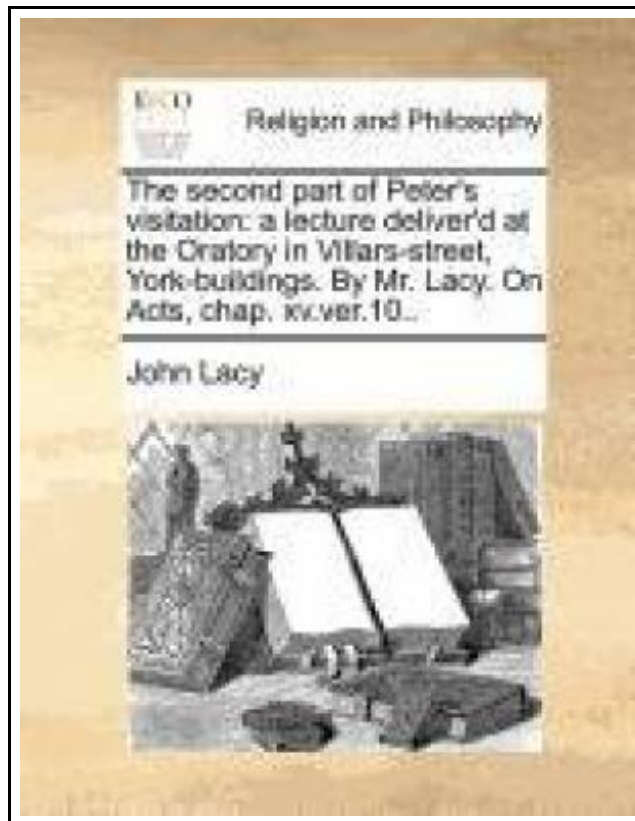 ECCO
Religion and Philosophy
The second part of Peter's
visitation: a lecture deliver'd at
the Oratory in Villars-street,
York-buildings. By Mr. Lacy. On
Acts, chap. xv.ver.10..
John Lacy